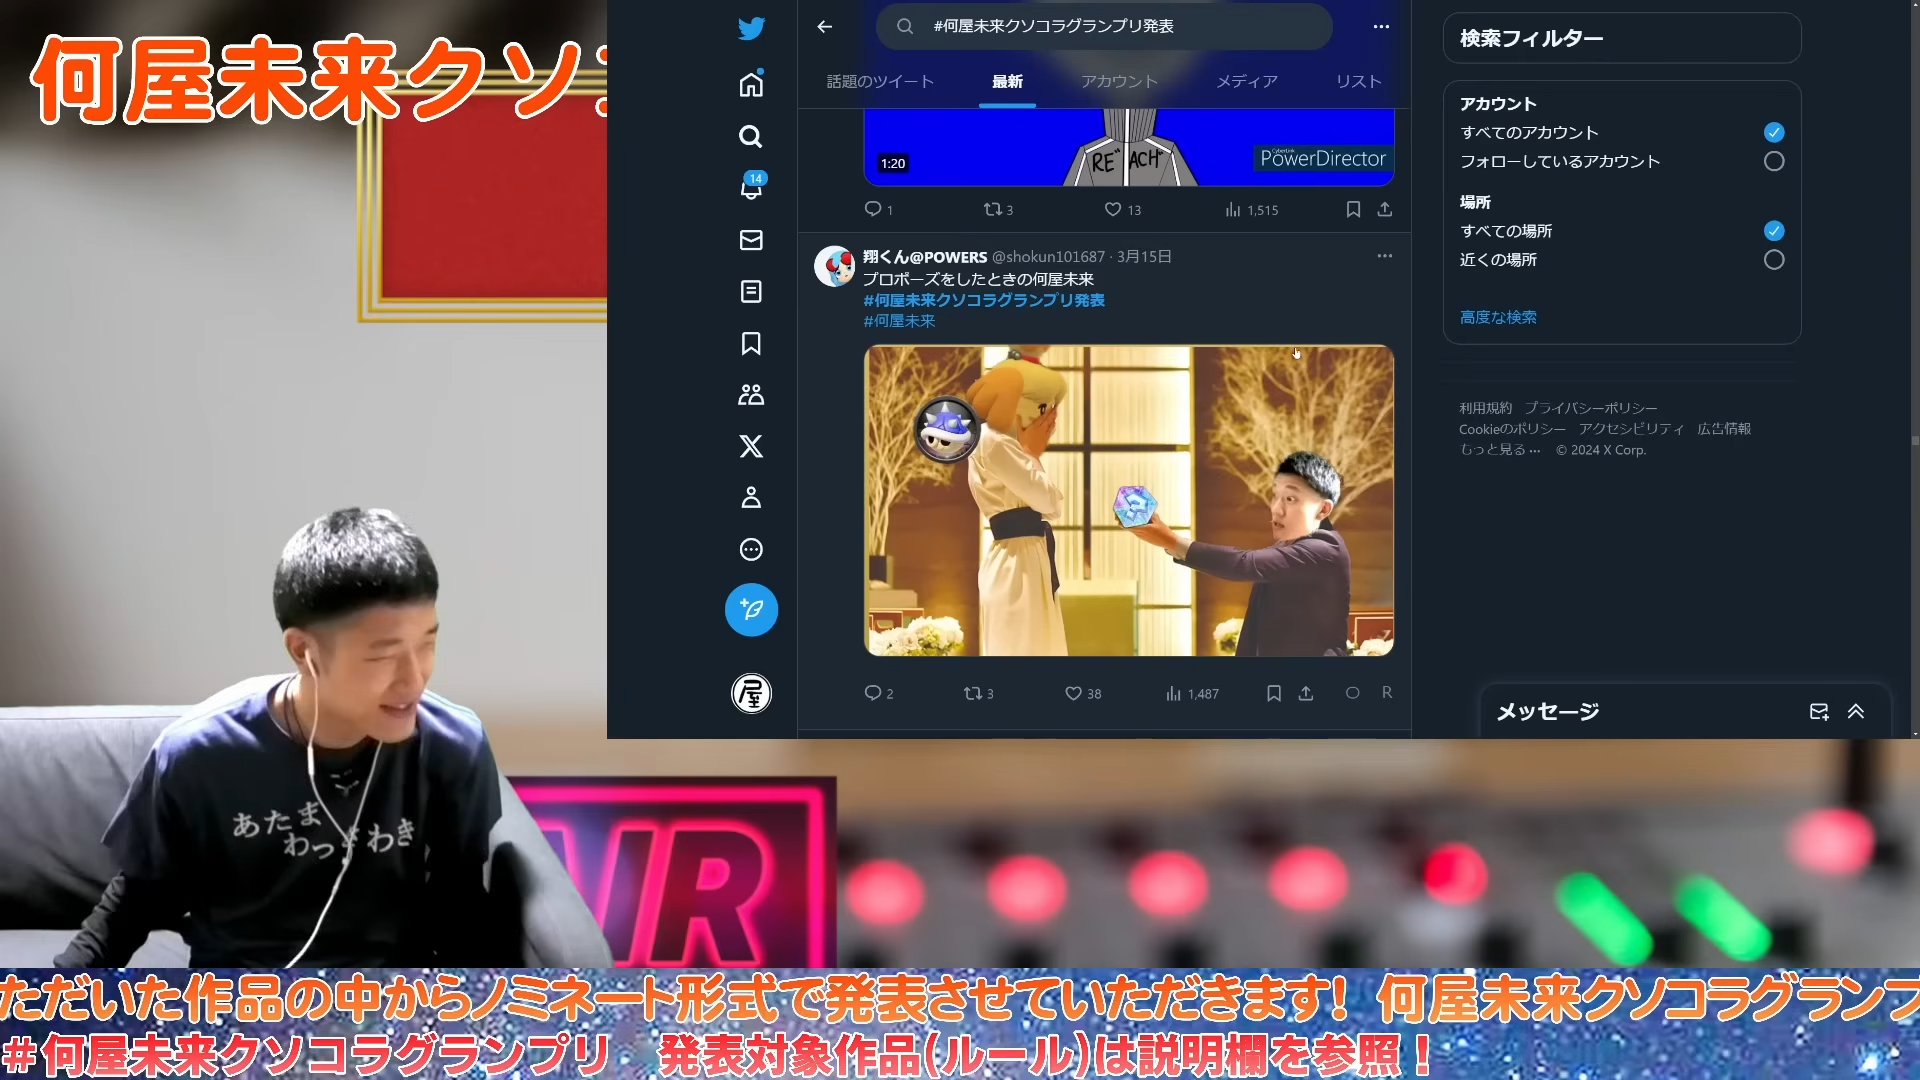 何屋未来クソコ
#何屋未来クソコラグランプリ発表
話題のツイート
最新
アカウント
メディア
リスト
RE"ACH"
CyberLink
PowerDirector
1:20
1
3
13
1,515
14
翔くん@POWERS @shokun101687 · 3月15日
プロポーズをしたときの何屋未来
#何屋未来クソコラグランプリ発表
#何屋未来
2
3
38
1,487
O
R
屋
検索フィルター
アカウント
すべてのアカウント
フォローしているアカウント
場所
すべての場所
近くの場所
高度な検索
利用規約 プライバシーポリシー
Cookieのポリシー アクセシビリティ 広告情報
もっと見る ··· © 2024 X Corp.
メッセージ
あたま
わっきわき
ただいた作品の中からノミネート形式で発表させていただきます! 何屋未来クソコラグランプ
#何屋未来クソコラグランプリ 発表対象作品(ルール)は説明欄を参照!